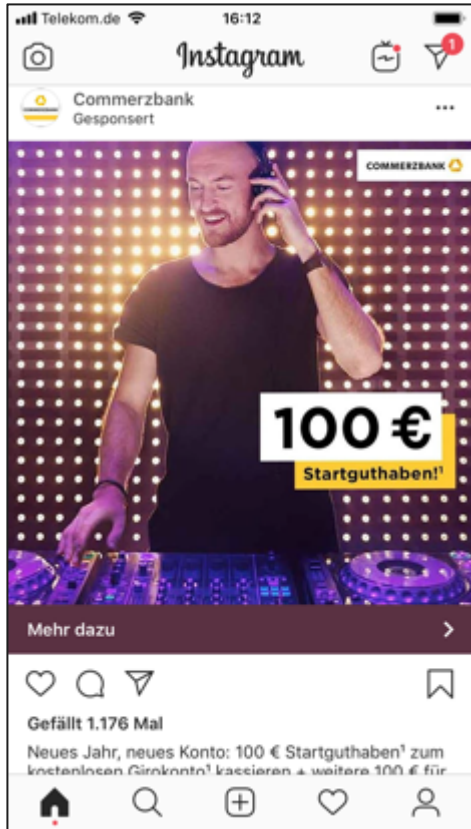 Telekom.de 16:12
Instagram
1
Commerzbank
Gesponsert
COMMERZBANK
100 €
Startguthaben!¹
Mehr dazu
Gefällt 1.176 Mal
Neues Jahr, neues Konto: 100 € Startguthaben¹ zum
kostenlosen Girokonto¹ kassieren + weitere 100 € für